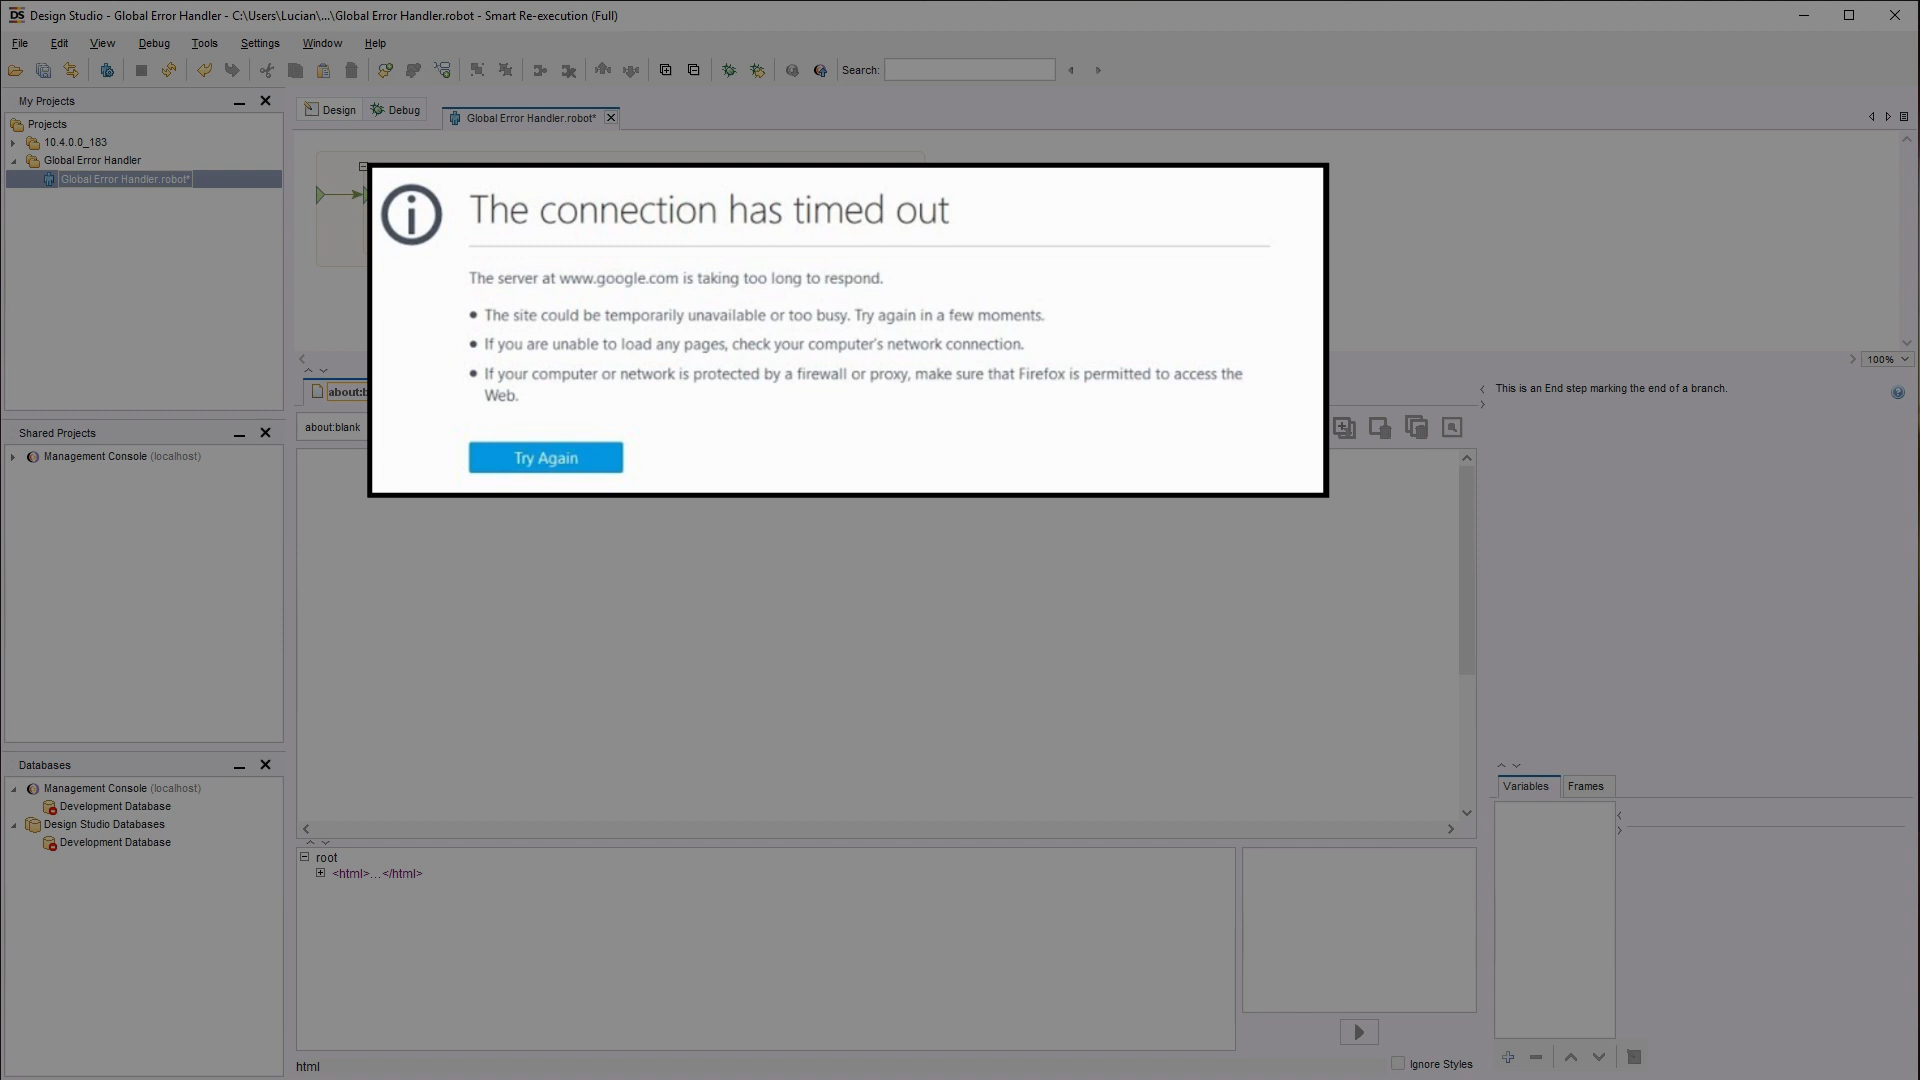 DS Design Studio - Global Error Handler - C:\Users\Lucian\...\Global Error Handler.robot - Smart Re-execution (Full)
File Edit View Debug Tools Settings Window Help
Search:
My Projects
Projects
10.4.0.0_183
Global Error Handler
Global Error Handler.robot*
Shared Projects
Management Console (localhost)
Databases
Management Console (localhost)
Development Database
Design Studio Databases
Development Database
Design Debug Global Error Handler.robot*
The connection has timed out
The server at www.google.com is taking too long to respond.
• The site could be temporarily unavailable or too busy. Try again in a few moments.
• If you are unable to load any pages, check your computer's network connection.
• If your computer or network is protected by a firewall or proxy, make sure that Firefox is permitted to access the
Web.
Try Again
100%
about:b
about:blank
This is an End step marking the end of a branch.
root
<html>...</html>
html
Ignore Styles
Variables Frames